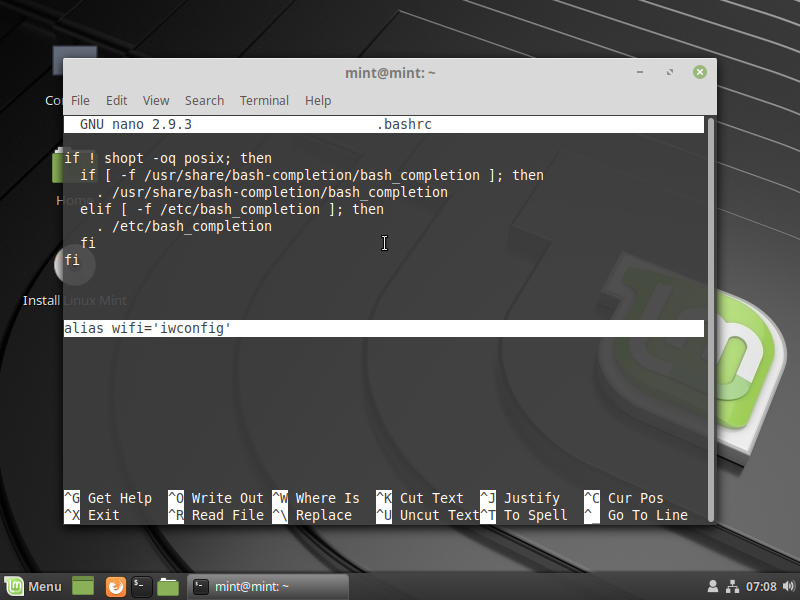 mint@mint: ~
File Edit View Search Terminal Help
GNU nano 2.9.3 .bashrc
if ! shopt -oq posix; then
if [ -f /usr/share/bash-completion/bash_completion ]; then
. /usr/share/bash-completion/bash_completion
elif [ -f /etc/bash_completion ]; then
. /etc/bash_completion
fi
fi
alias wifi='iwconfig'
^G Get Help ^O Write Out ^W Where Is ^K Cut Text ^J Justify ^C Cur Pos
^X Exit ^R Read File ^\ Replace ^U Uncut Text ^T To Spell ^_ Go To Line
Home
Install Linux Mint
Menu mint@mint: ~ 07:08